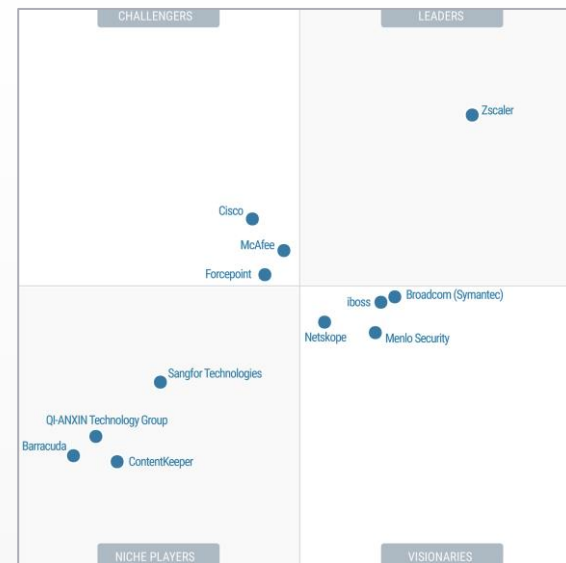 CHALLENGERS
LEADERS
Zscaler
Cisco
McAfee
Forcepoint
Broadcom (Symantec)
iboss
Netskope
Menlo Security
Sangfor Technologies
QI-ANXIN Technology Group
Barracuda
ContentKeeper
NICHE PLAYERS
VISIONARIES